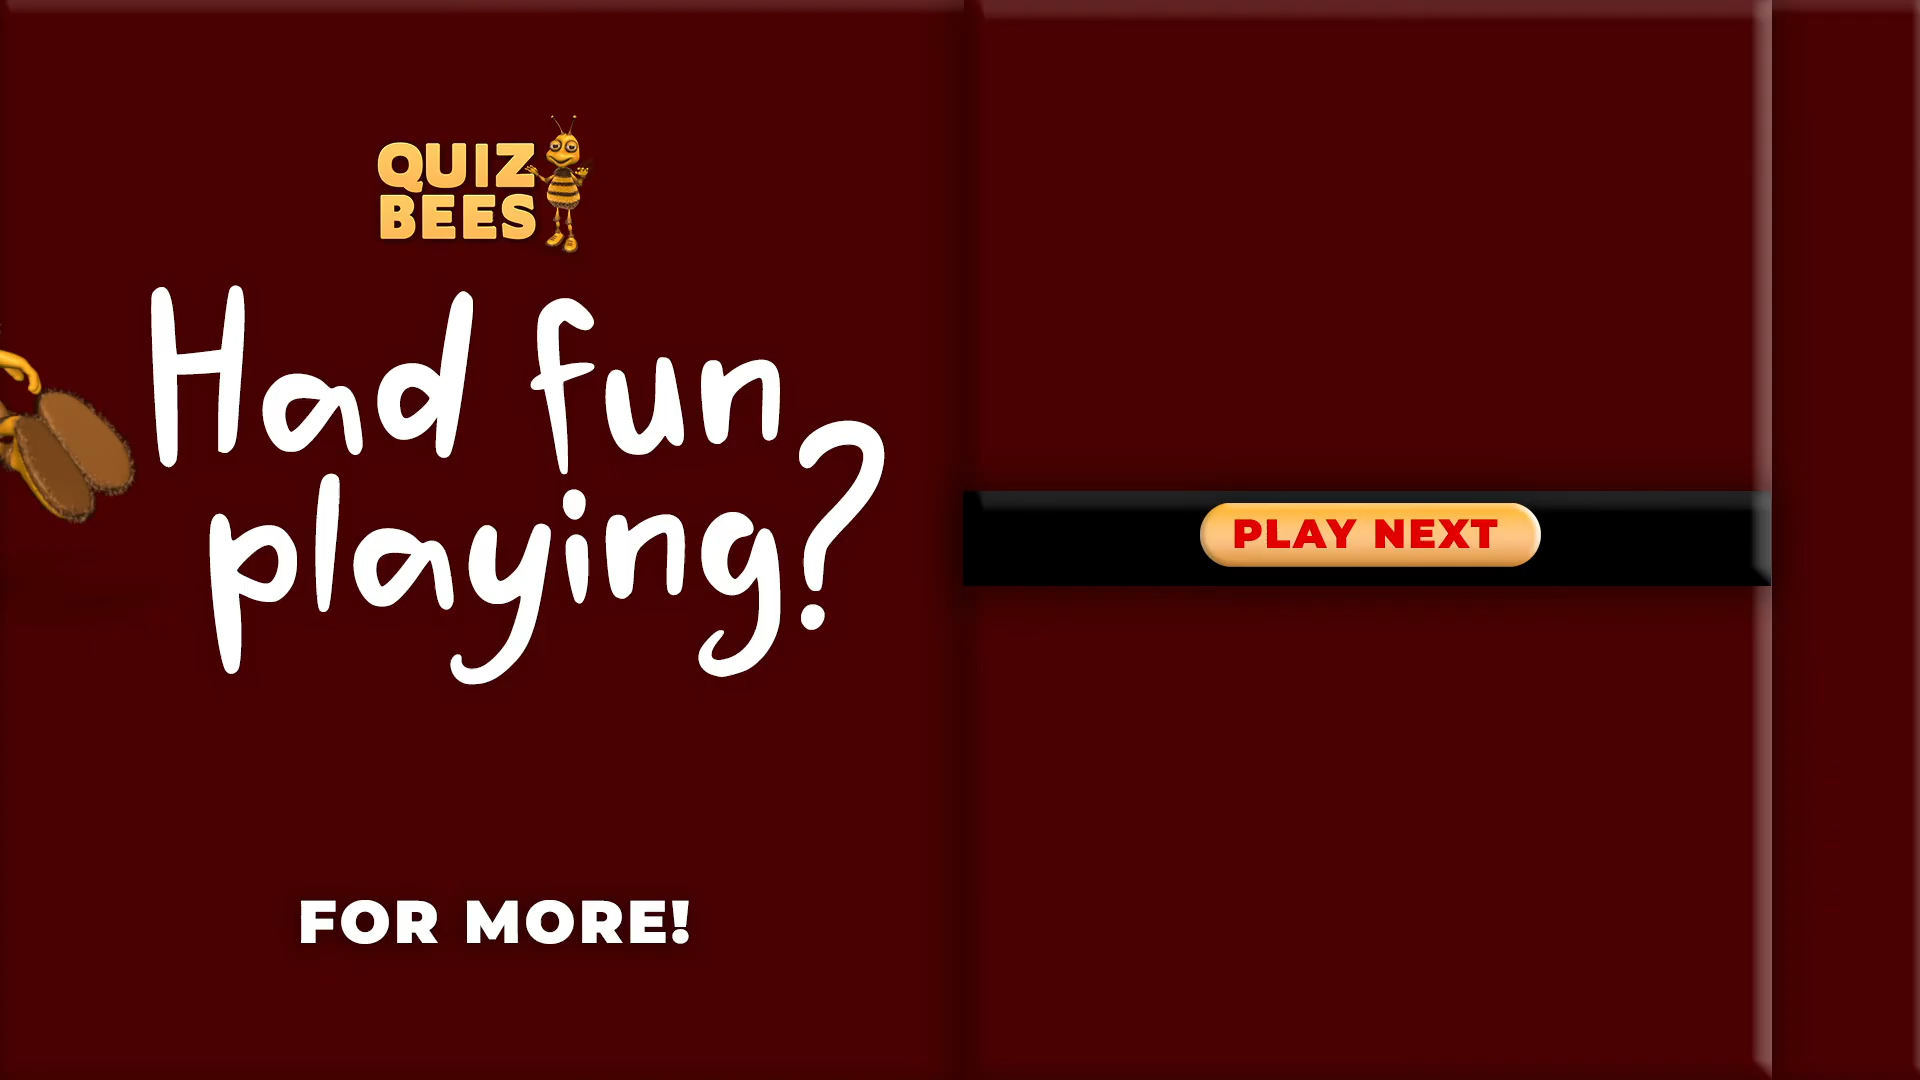 QUIZ
BEES
Had fun
playing?
FOR MORE!
PLAY NEXT